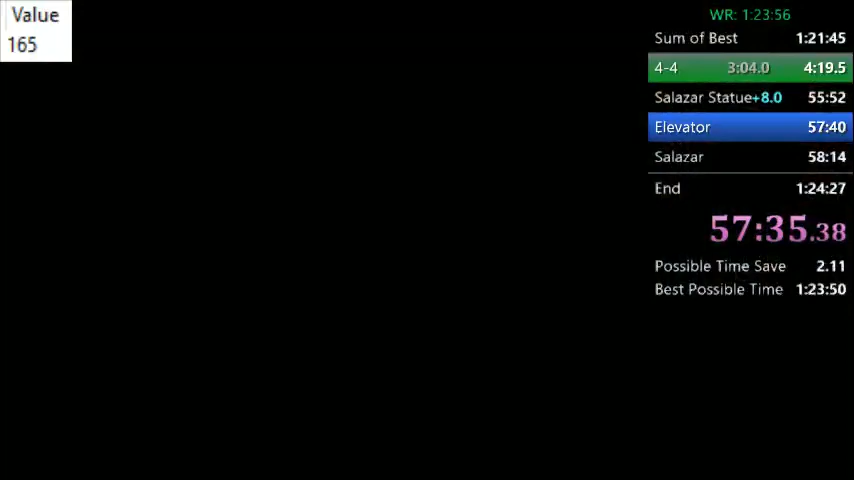 Value
165
WR: 1:23:56
Sum of Best 1:21:45
4-4 3:04.0 4:19.5
Salazar Statue+8.0 55:52
Elevator 57:40
Salazar 58:14
End 1:24:27
57:35.38
Possible Time Save 2.11
Best Possible Time 1:23:50